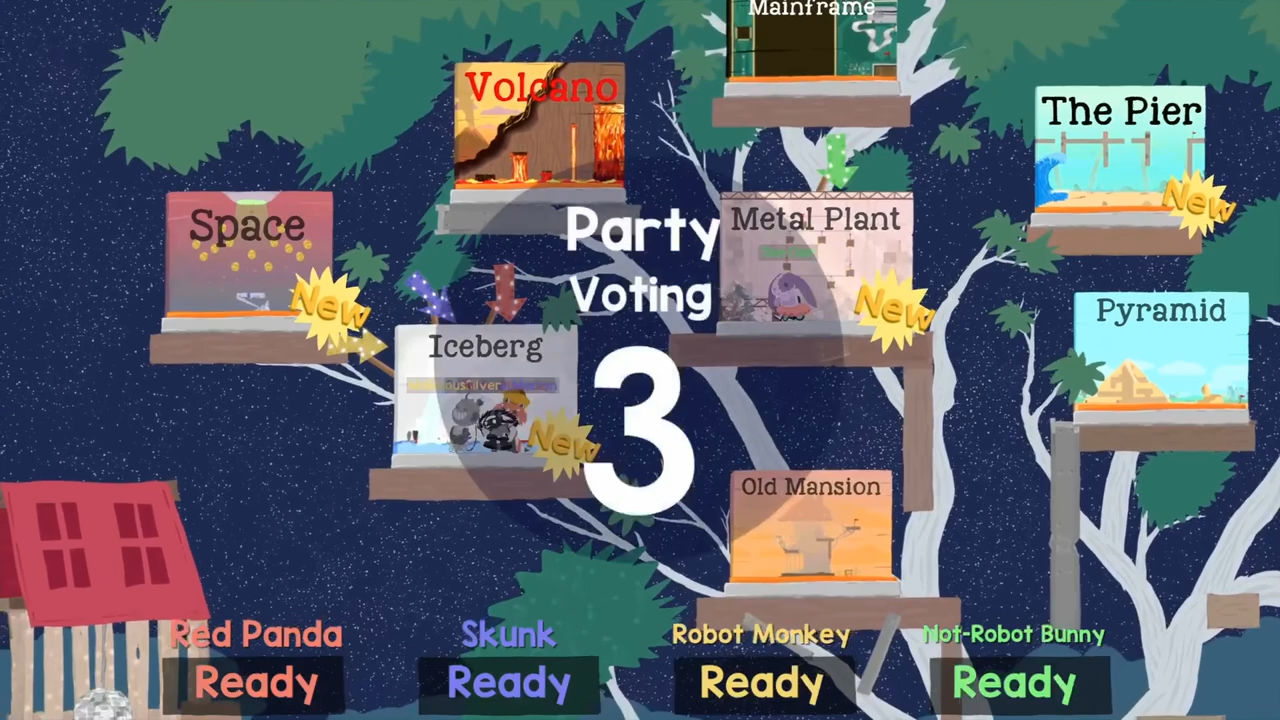 Mainframe
Volcano
The Pier
New
Space
Party
Metal Plant
Voting
New
New
Pyramid
Iceberg
3
New
Old Mansion
Red Panda
Skunk
Robot Monkey
Not-Robot Bunny
Ready
Ready
Ready
Ready